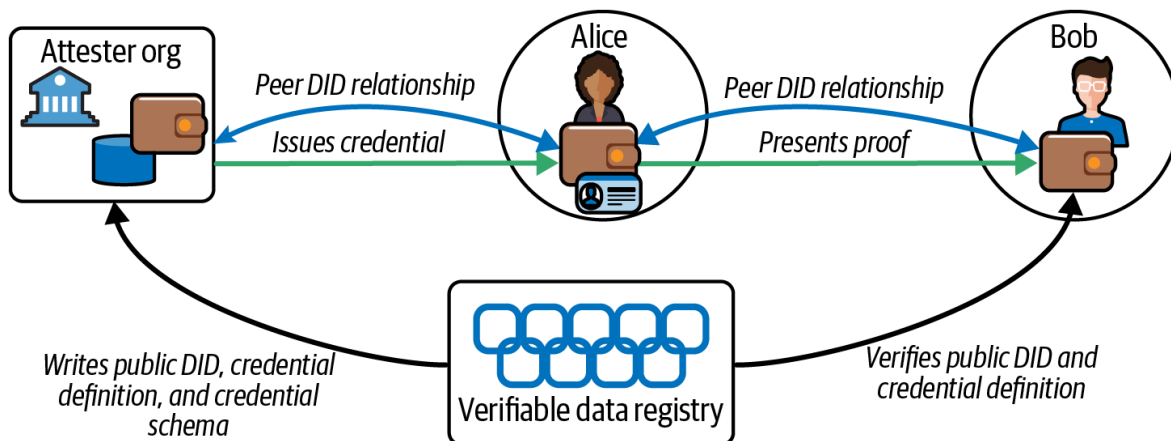 Attester org
Alice
Bob
Peer DID relationship
Peer DID relationship
Issues credential
Presents proof
Writes public DID, credential
definition, and credential
schema
Verifiable data registry
Verifies public DID and
credential definition